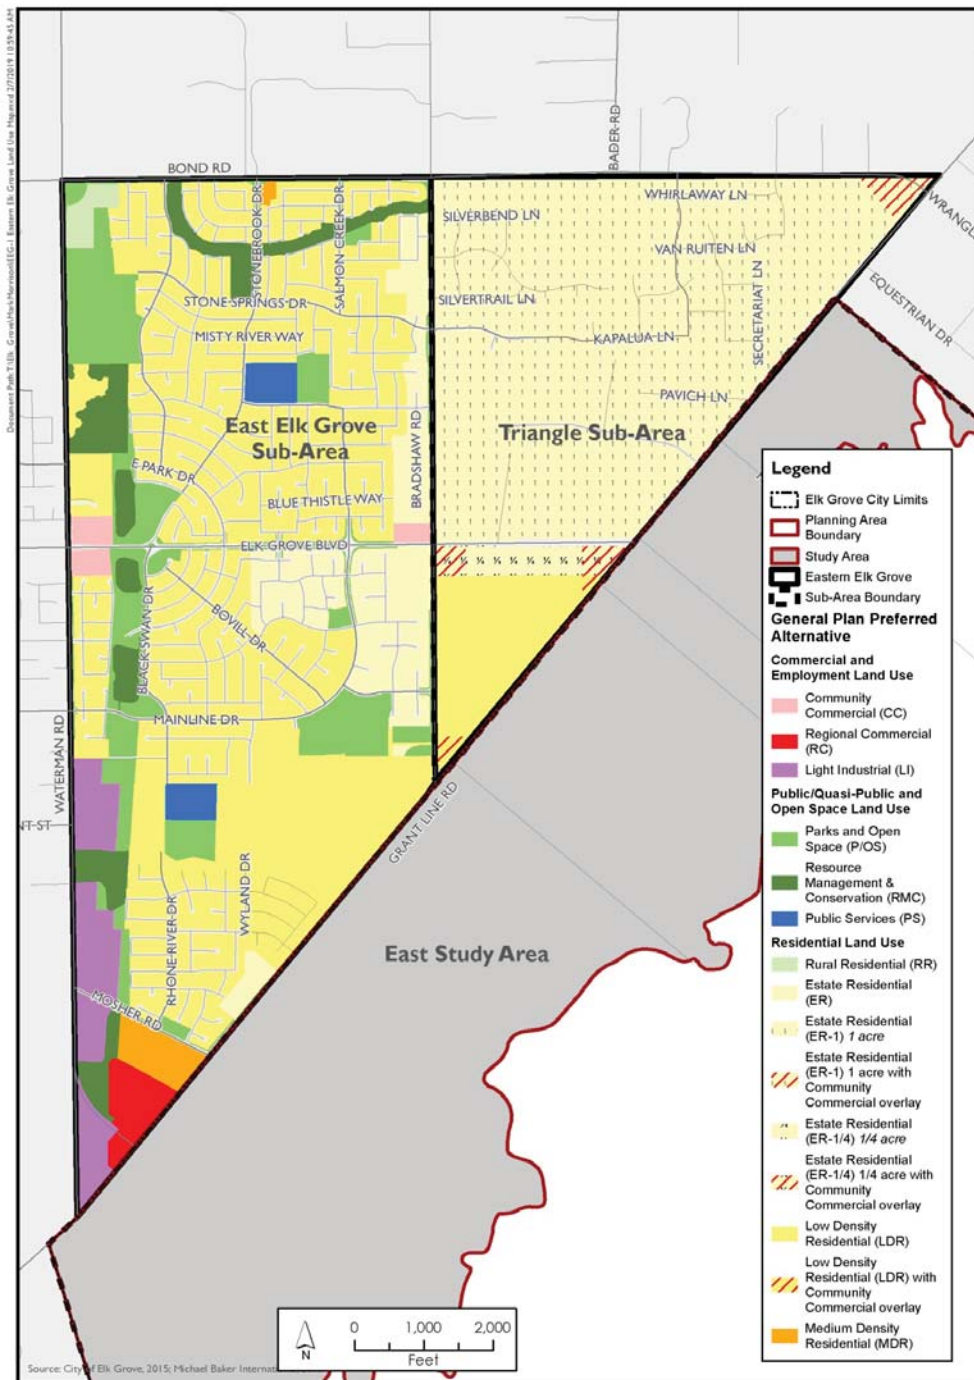 BOND RD
BADER RD
WHIRLAWAY LN
SILVERBEND LN
STONEBROOK DR
SALMON CREEK DR
VAN RUITEN LN
STONE SPRINGS DR
SILVERTRAIL LN
SECRETARIAT LN
EQUESTRIAN DR
MISTY RIVER WAY
KAPALUA LN
PAVICH LN
East Elk Grove
Sub-Area
Triangle Sub-Area
BRADSHAW RD
E PARK DR
BLUE THISTLE WAY
ELK GROVE BLVD
BLACK SWAN DR
BOVILL DR
WATERMAN RD
MAINLINE DR
GRANT LINE RD
RHONE RIVER DR
WYLAND DR
East Study Area
MOSHER RD
Legend
Elk Grove City Limits
Planning Area
Boundary
Study Area
Eastern Elk Grove
Sub-Area Boundary
General Plan Preferred
Alternative
Commercial and
Employment Land Use
Community
Commercial (CC)
Regional Commercial
(RC)
Light Industrial (LI)
Public/Quasi-Public and
Open Space Land Use
Parks and Open
Space (P/OS)
Resource
Management &
Conservation (RMC)
Public Services (PS)
Residential Land Use
Rural Residential (RR)
Estate Residential
(ER)
Estate Residential
(ER-1) 1 acre
Estate Residential
(ER-1) 1 acre with
Community
Commercial overlay
Estate Residential
(ER-1/4) 1/4 acre
Estate Residential
(ER-1/4) 1/4 acre with
Community
Commercial overlay
Low Density
Residential (LDR)
Low Density
Residential (LDR) with
Community
Commercial overlay
Medium Density
Residential (MDR)
N
0 1,000 2,000
Feet
Source: City of Elk Grove, 2015; Michael Baker